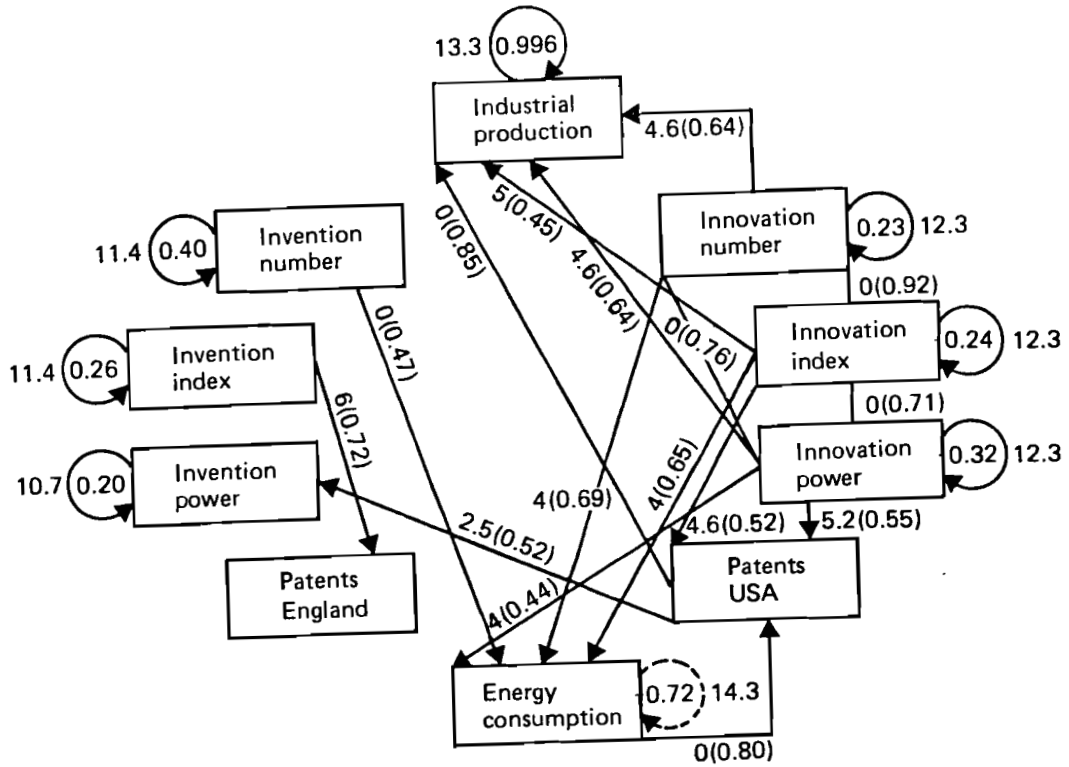 13.3 0.996
Industrial
production
4.6(0.64)
5(0.45)
0(0.85)
4.6(0.64)
0(0.76)
Innovation
number
0.23 12.3
0(0.92)
11.4 0.40
Invention
number
0(0.47)
Innovation
index
0.24 12.3
0(0.71)
11.4 0.26
Invention
index
6(0.72)
Innovation
power
0.32 12.3
10.7 0.20
Invention
power
2.5(0.52)
4(0.69)
4(0.65)
4.6(0.52)
5.2(0.55)
Patents
England
4(0.44)
Patents
USA
Energy
consumption
0.72 14.3
0(0.80)